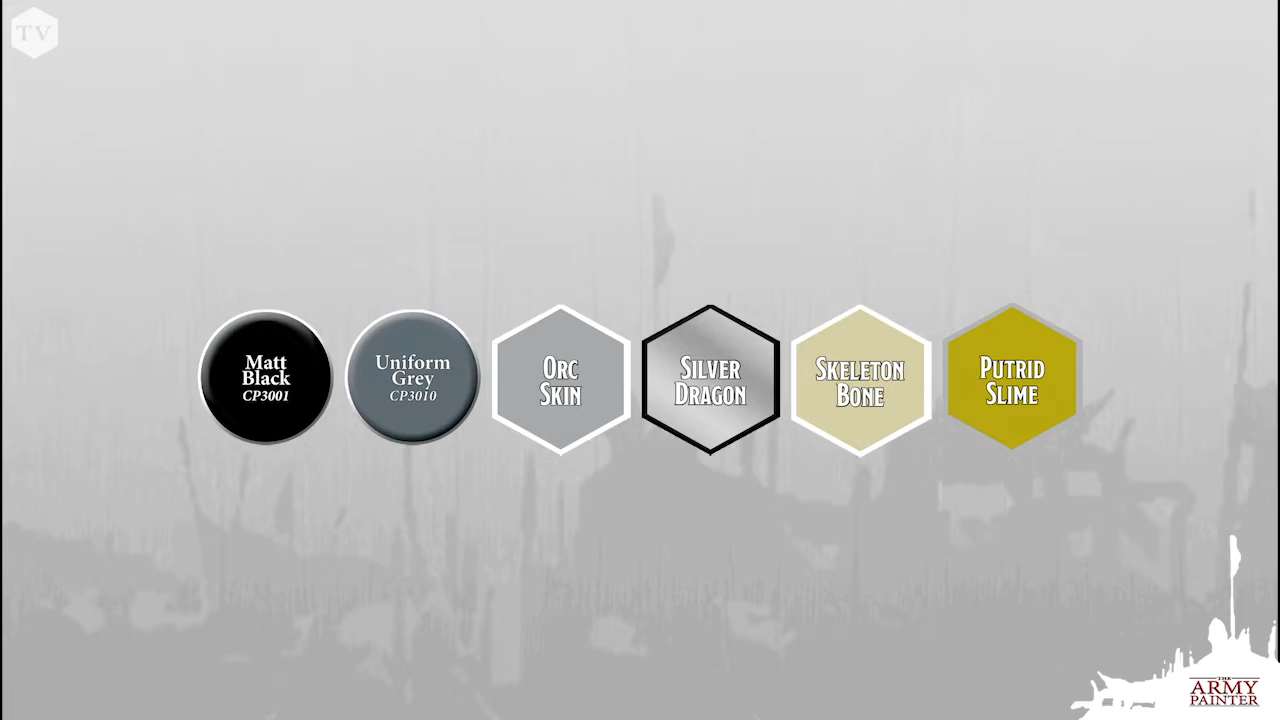 TV
Matt
Black
CP3001
Uniform
Grey
CP3010
ORC
SKIN
SILVER
DRAGON
SKELETON
BONE
PUTRID
SLIME
THE
ARMY
PAINTER